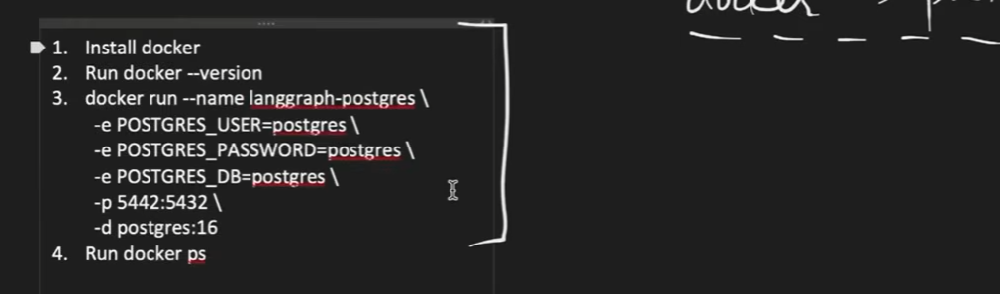 docker
1. Install docker
2. Run docker --version
3. docker run --name langgraph-postgres \
-e POSTGRES_USER=postgres \
-e POSTGRES_PASSWORD=postgres \
-e POSTGRES_DB=postgres \
-p 5442:5432 \
-d postgres:16
4. Run docker ps